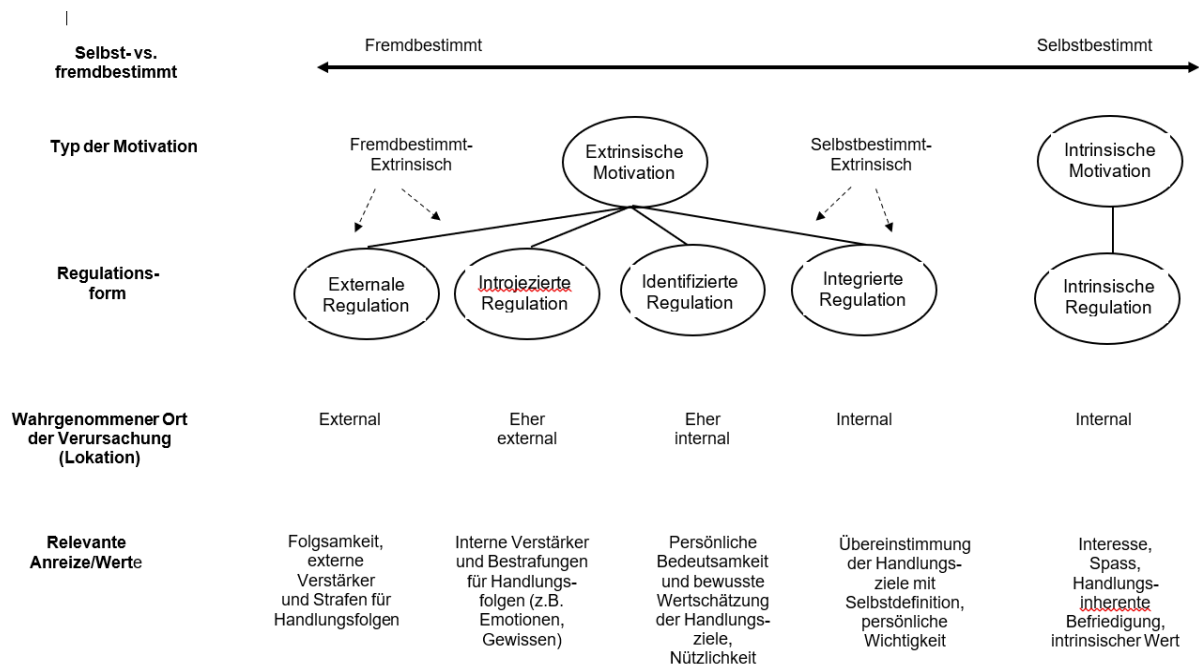 Selbst- vs.
fremdbestimmt
Fremdbestimmt
Selbstbestimmt
Typ der Motivation
Fremdbestimmt-
Extrinsisch
Extrinsische
Motivation
Selbstbestimmt-
Extrinsisch
Intrinsische
Motivation
Regulations-
form
Externale
Regulation
Introjezierte
Regulation
Identifizierte
Regulation
Integrierte
Regulation
Intrinsische
Regulation
Wahrgenommener Ort
der Verursachung
(Lokation)
External
Eher
external
Eher
internal
Internal
Internal
Relevante
Anreize/Werte
Folgsamkeit,
externe
Verstärker
und Strafen für
Handlungsfolgen
Interne Verstärker
und Bestrafungen
für Handlungs-
folgen (z.B.
Emotionen,
Gewissen)
Persönliche
Bedeutsamkeit
und bewusste
Wertschätzung
der Handlungs-
ziele,
Nützlichkeit
Übereinstimmung
der Handlungs-
ziele mit
Selbstdefinition,
persönliche
Wichtigkeit
Interesse,
Spass,
Handlungs-
inherente
Befriedigung,
intrinsischer Wert